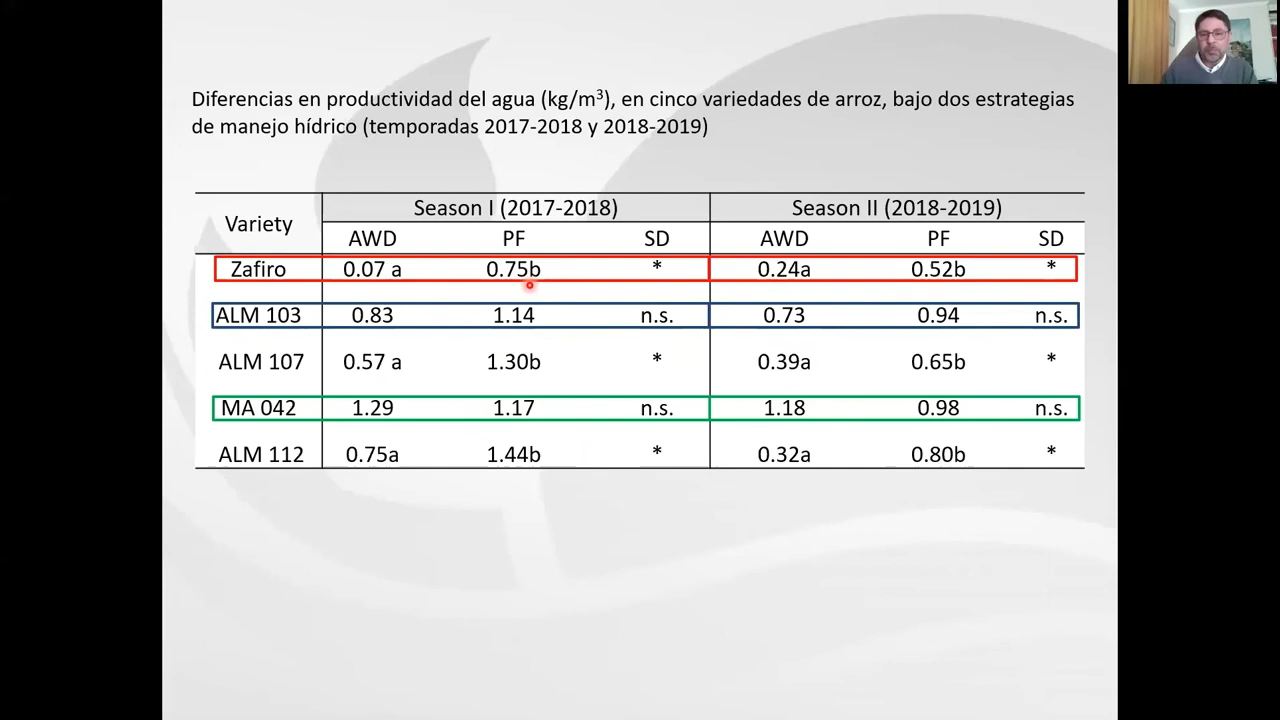 Diferencias en productividad del agua (kg/m³), en cinco variedades de arroz, bajo dos estrategias
de manejo hídrico (temporadas 2017-2018 y 2018-2019)
Variety Season I (2017-2018) Season II (2018-2019)
AWD PF SD AWD PF SD
Zafiro 0.07 a 0.75b * 0.24a 0.52b *
ALM 103 0.83 1.14 n.s. 0.73 0.94 n.s.
ALM 107 0.57 a 1.30b * 0.39a 0.65b *
MA 042 1.29 1.17 n.s. 1.18 0.98 n.s.
ALM 112 0.75a 1.44b * 0.32a 0.80b *